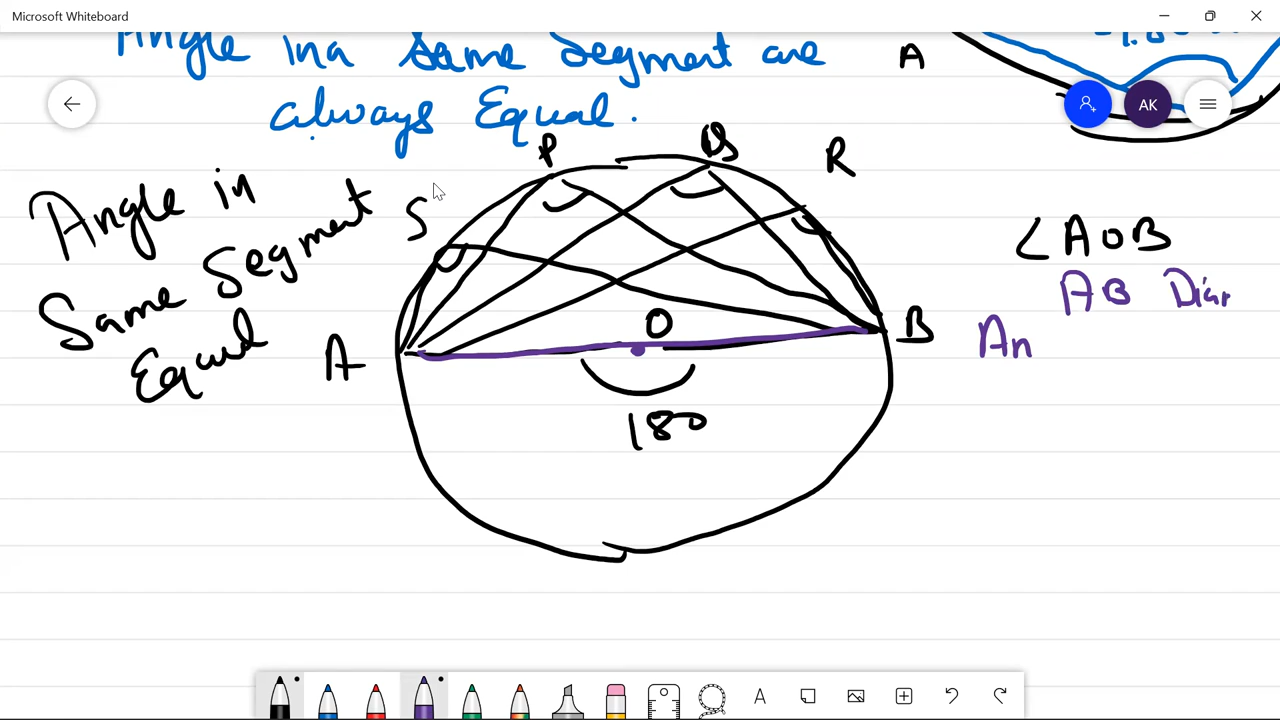 Microsoft Whiteboard
Angle in a Same Segment are
always Equal.
A
AK
P
Q
R
S
Angle in
Same Segment
Equal
<AOB
AB Diam
An
O
A
B
180
A